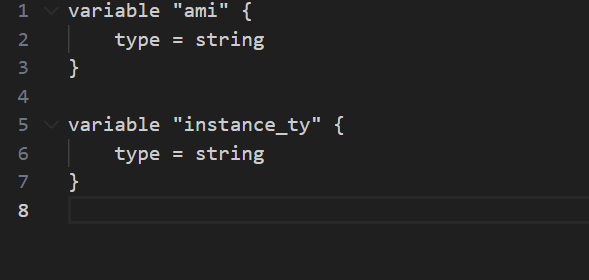 1 variable "ami" {
2     type = string
3 }
4
5 variable "instance_ty" {
6     type = string
7 }
8